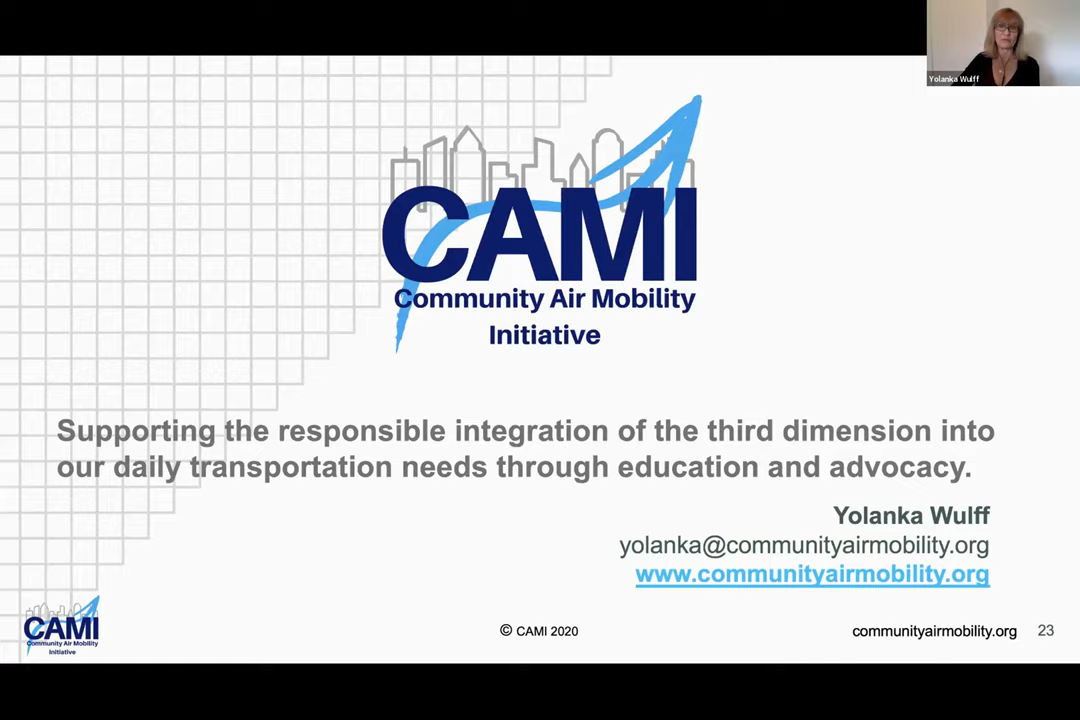 Yolanka Wulff
CAMI
Community Air Mobility
Initiative
Supporting the responsible integration of the third dimension into
our daily transportation needs through education and advocacy.
Yolanka Wulff
yolanka@communityairmobility.org
www.communityairmobility.org
CAMI
Community Air Mobility
Initiative
© CAMI 2020
communityairmobility.org
23